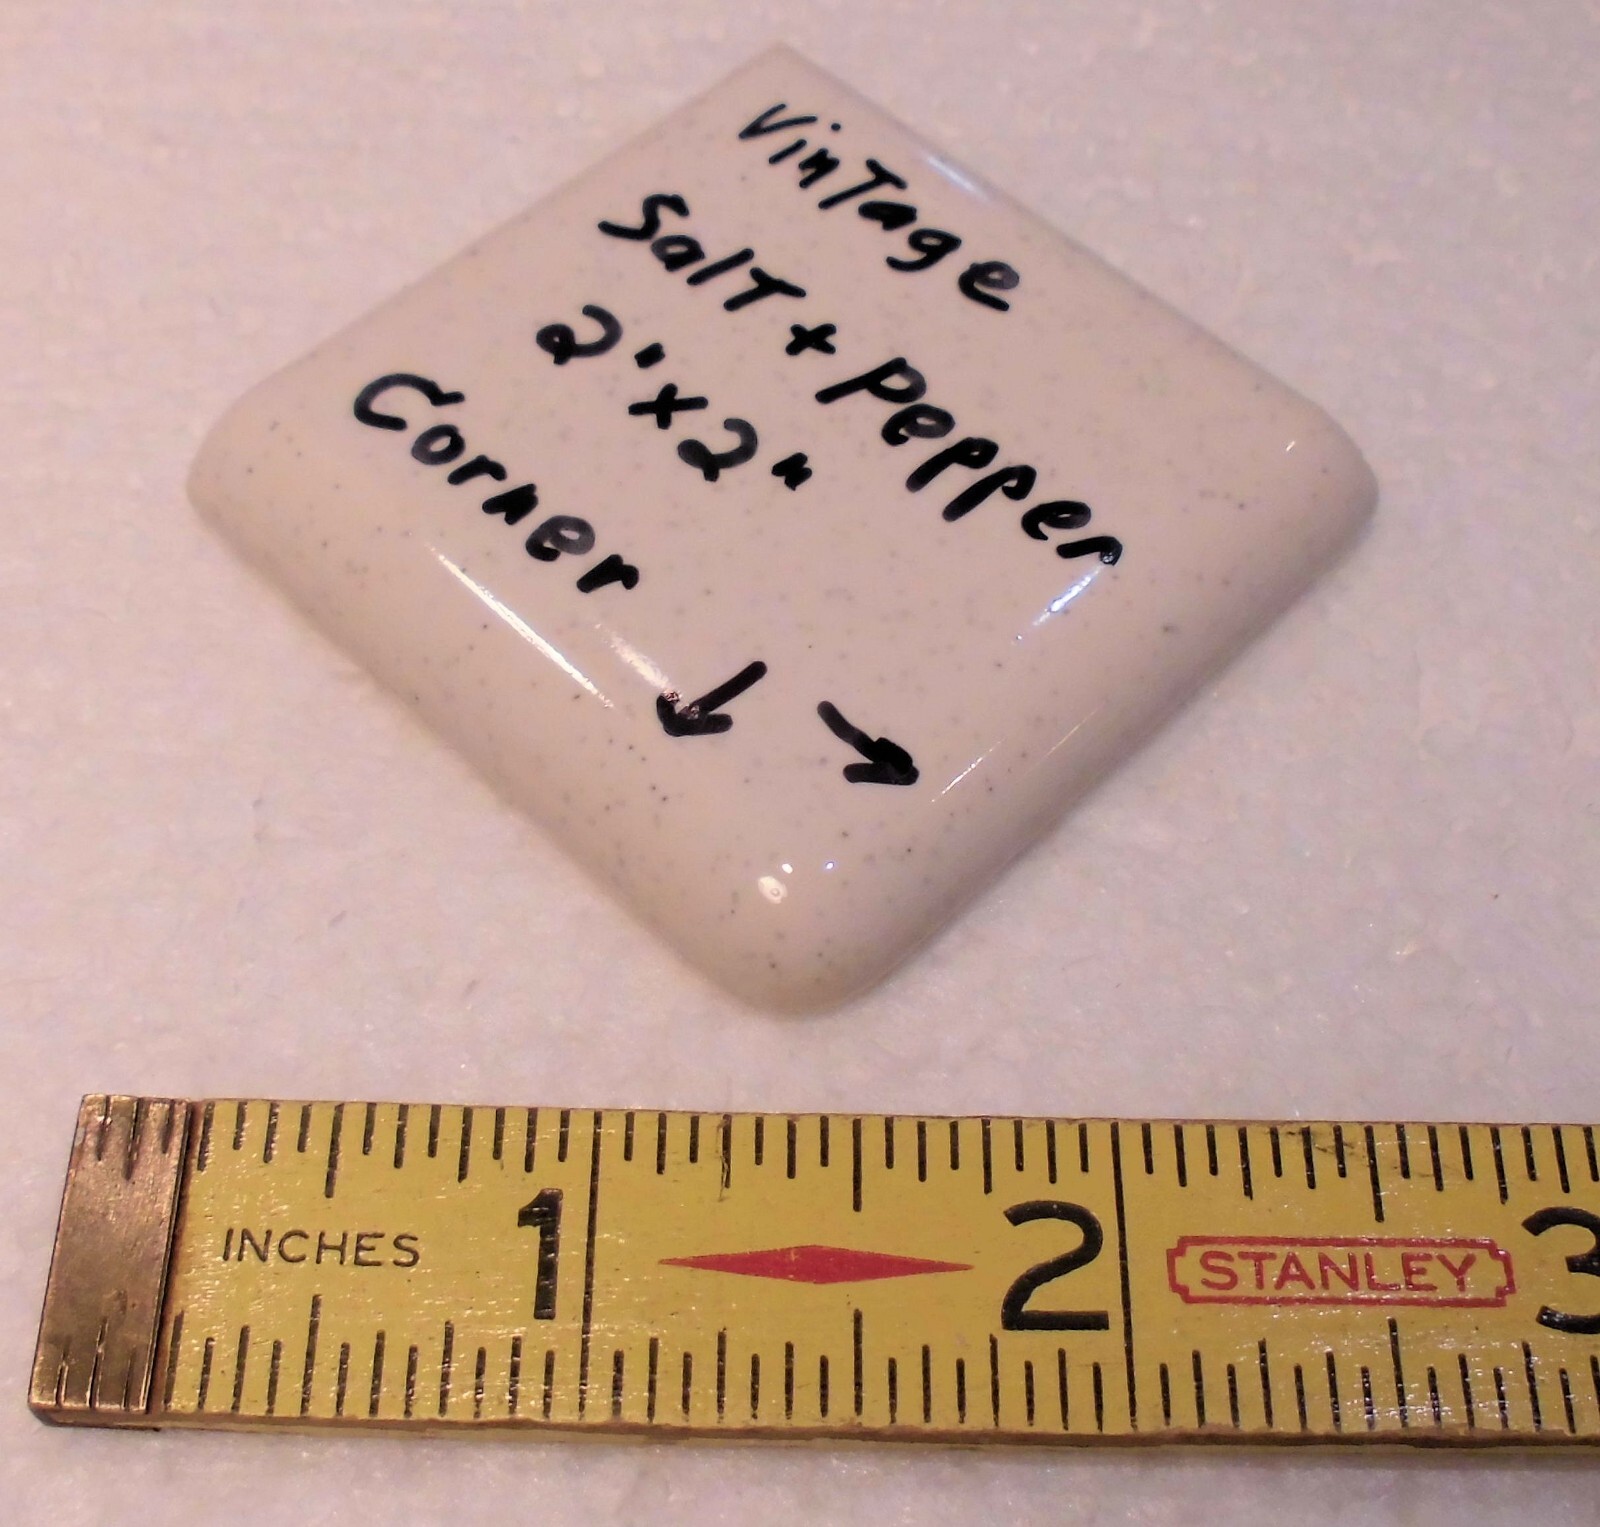 VinTage
SalT + Pepper
2"x2"
Corner
INCHES 1 2 STANLEY 3